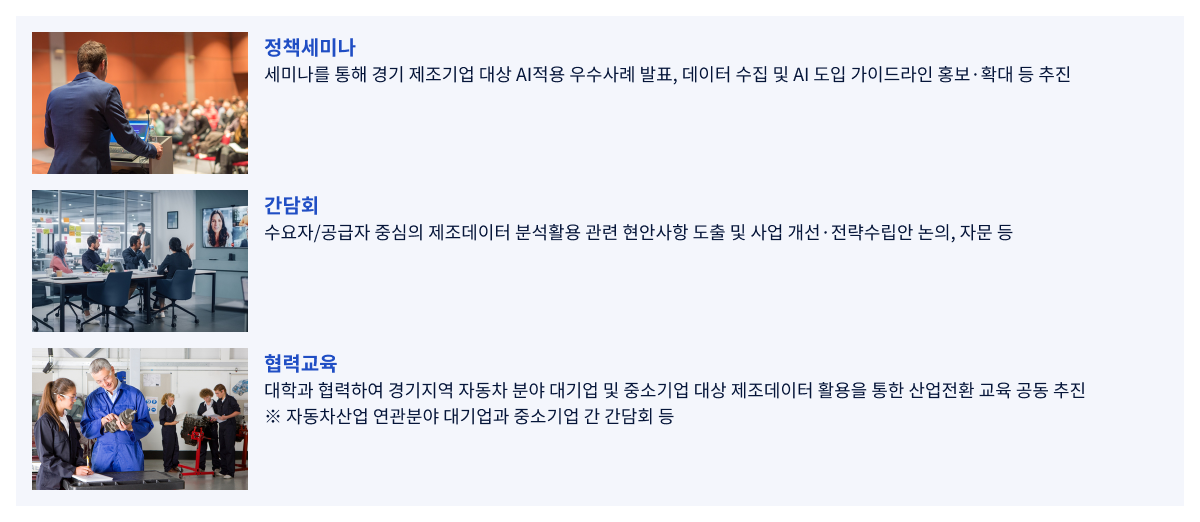 정책세미나
세미나를 통해 경기 제조기업 대상 AI적용 우수사례 발표, 데이터 수집 및 AI 도입 가이드라인 홍보·확대 등 추진
간담회
수요자/공급자 중심의 제조데이터 분석활용 관련 현안사항 도출 및 사업 개선·전략수립안 논의, 자문 등
협력교육
대학과 협력하여 경기지역 자동차 분야 대기업 및 중소기업 대상 제조데이터 활용을 통한 산업전환 교육 공동 추진
※ 자동차산업 연관분야 대기업과 중소기업 간 간담회 등